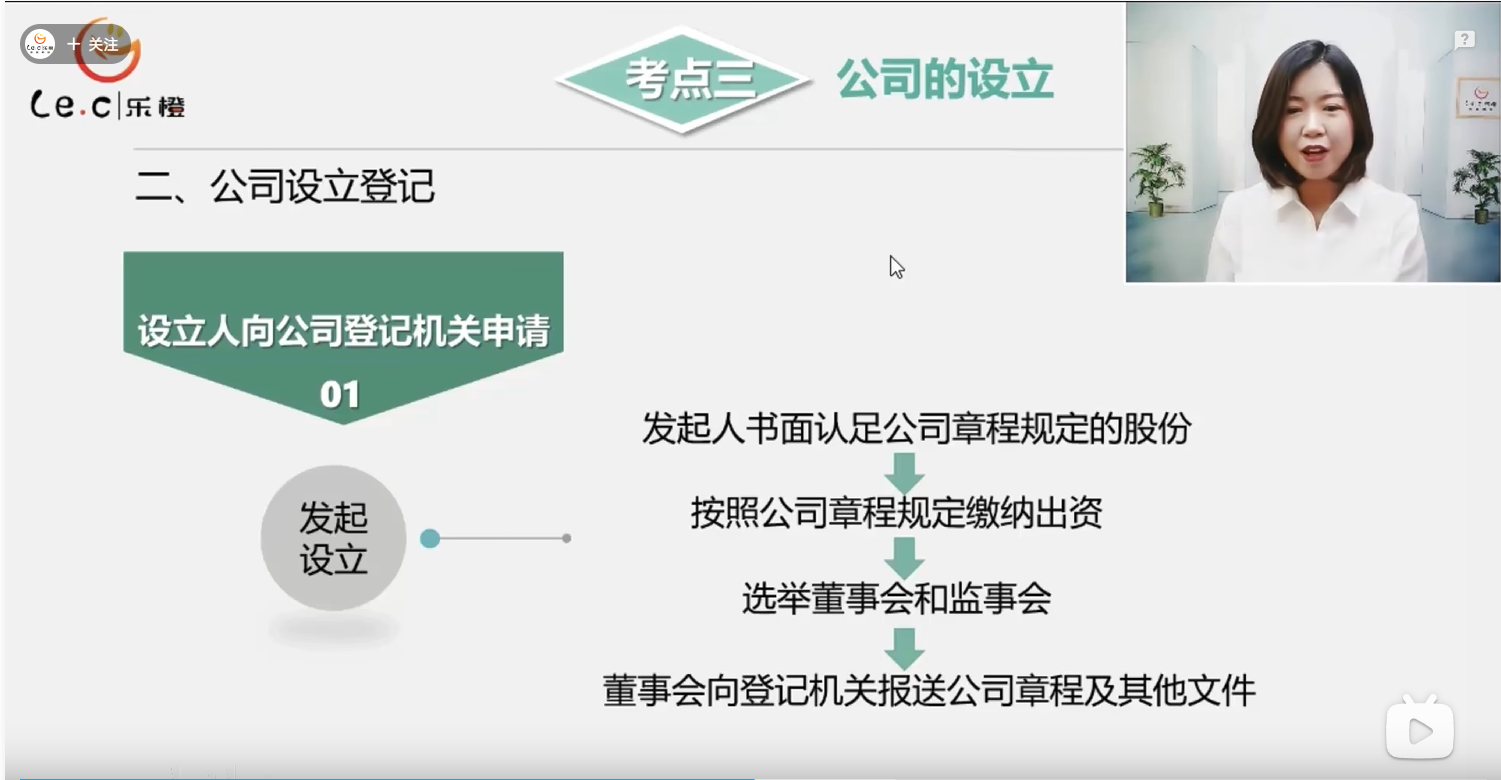 + 关注
Le.c|乐橙
考点三
公司的设立
二、公司设立登记
设立人向公司登记机关申请
01
发起
设立
发起人书面认足公司章程规定的股份
按照公司章程规定缴纳出资
选举董事会和监事会
董事会向登记机关报送公司章程及其他文件
?